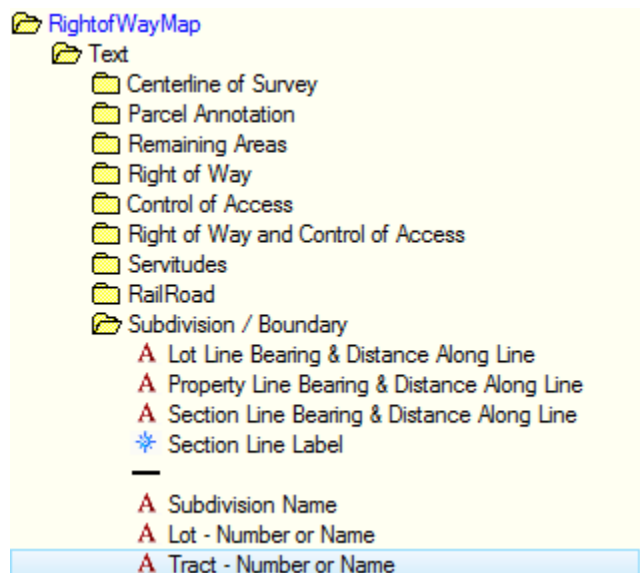 RightofWayMap
Text
Centerline of Survey
Parcel Annotation
Remaining Areas
Right of Way
Control of Access
Right of Way and Control of Access
Servitudes
RailRoad
Subdivision / Boundary
A Lot Line Bearing & Distance Along Line
A Property Line Bearing & Distance Along Line
A Section Line Bearing & Distance Along Line
Section Line Label
A Subdivision Name
A Lot - Number or Name
A Tract - Number or Name